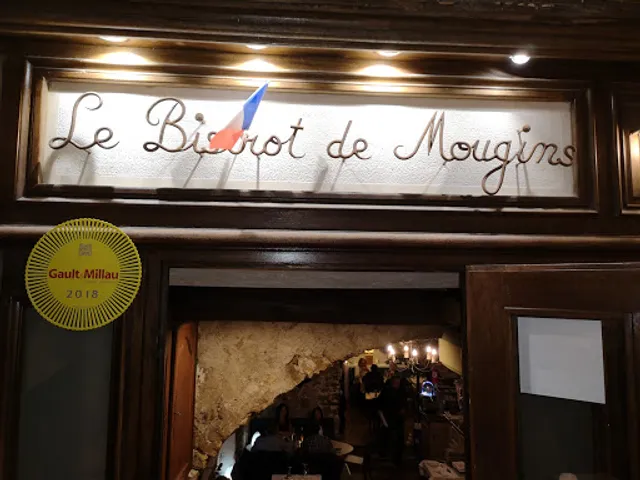 Le Bistrot de Mougins
Gault & Millau
2018